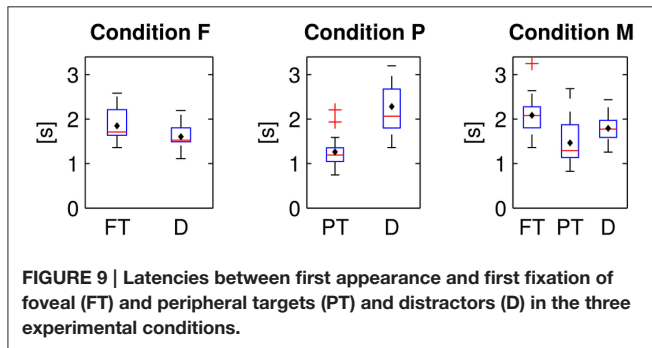 Condition F
Condition P
Condition M
3
2
1
0
[s]
FT D
3
2
1
0
[s]
PT D
3
2
1
0
[s]
FT PT D
FIGURE 9 | Latencies between first appearance and first fixation of
foveal (FT) and peripheral targets (PT) and distractors (D) in the three
experimental conditions.